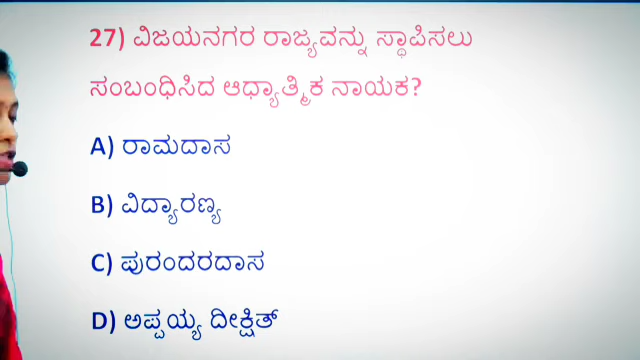 27) ವಿಜಯನಗರ ರಾಜ್ಯವನ್ನು ಸ್ಥಾಪಿಸಲು
ಸಂಬಂಧಿಸಿದ ಆಧ್ಯಾತ್ಮಿಕ ನಾಯಕ?
A) ರಾಮದಾಸ
B) ವಿದ್ಯಾರಣ್ಯ
C) ಪುರಂದರದಾಸ
D) ಅಪ್ಪಯ್ಯ ದೀಕ್ಷಿತ್